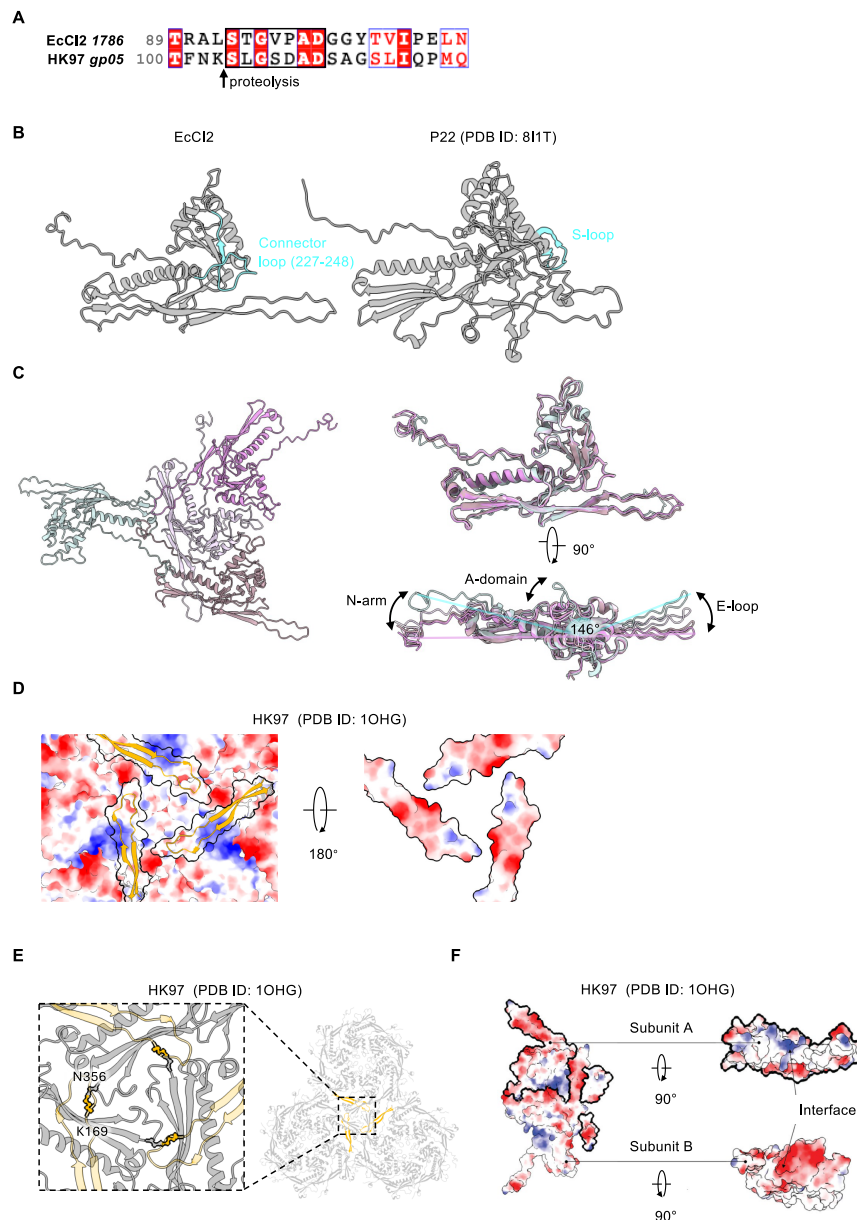 A
EcCI2 1786 89 TRALSTGVPADGGYTVIPELN
HK97 gp05 100 TFNKSLGSDADSAGSLIQPMQ
proteolysis
B
EcCI2
P22 (PDB ID: 8I1T)
Connector
loop (227-248)
S-loop
C
90°
A-domain
N-arm
E-loop
146°
D
HK97 (PDB ID: 1OHG)
180°
E
HK97 (PDB ID: 1OHG)
N356
K169
F
HK97 (PDB ID: 1OHG)
Subunit A
90°
Interface
Subunit B
90°